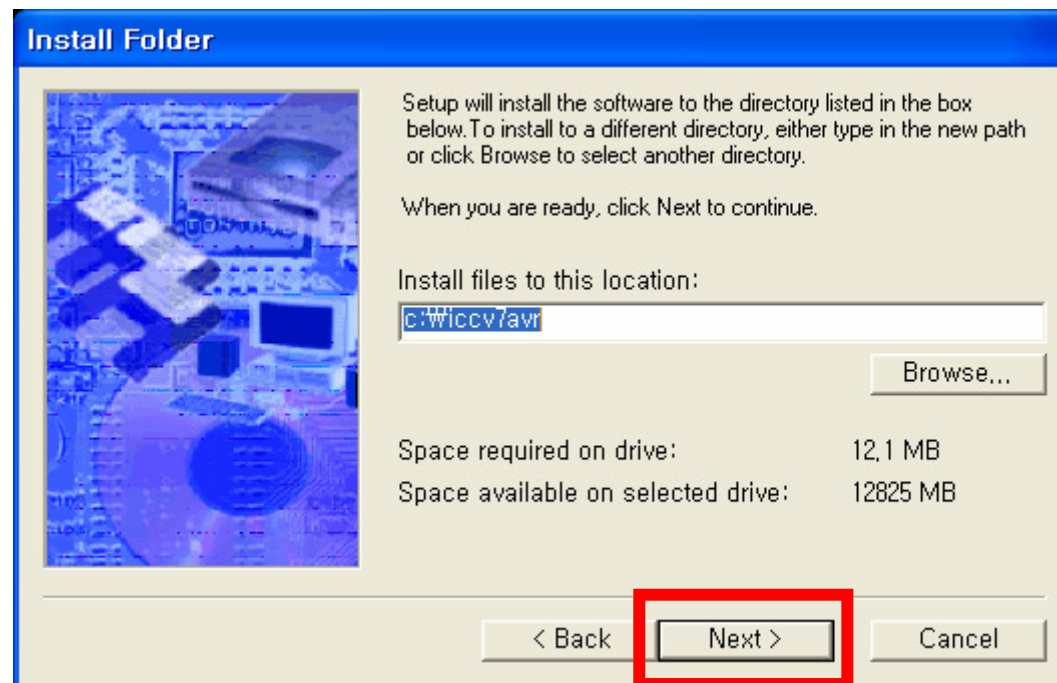 Install Folder
Setup will install the software to the directory listed in the box
below.To install to a different directory, either type in the new path
or click Browse to select another directory.
When you are ready, click Next to continue.
Install files to this location:
c:₩iccv7avr
Browse...
Space required on drive: 12,1 MB
Space available on selected drive: 12825 MB
< Back Next > Cancel